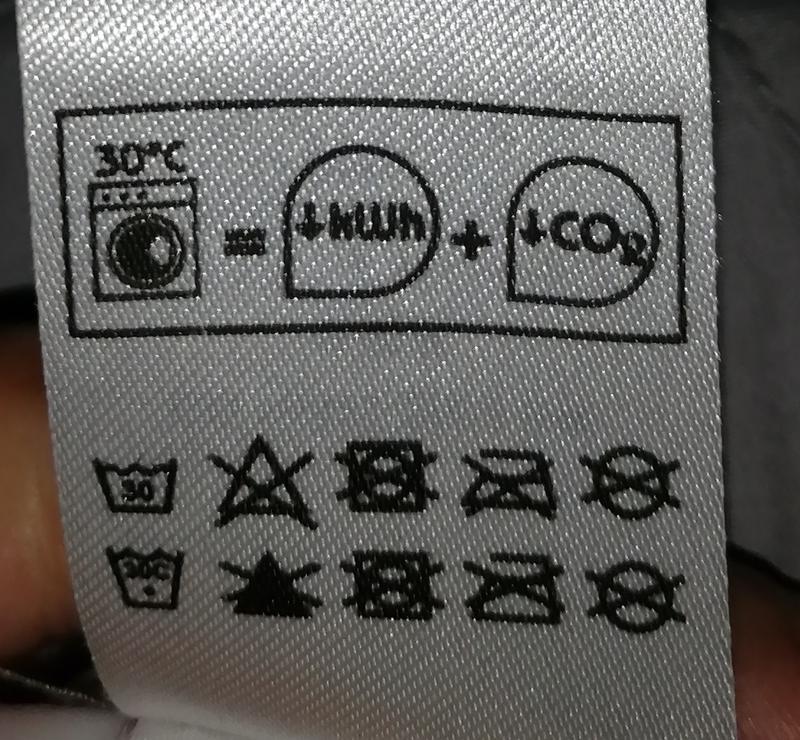 30°C
= ↓kWh + ↓CO₂
30
30°C